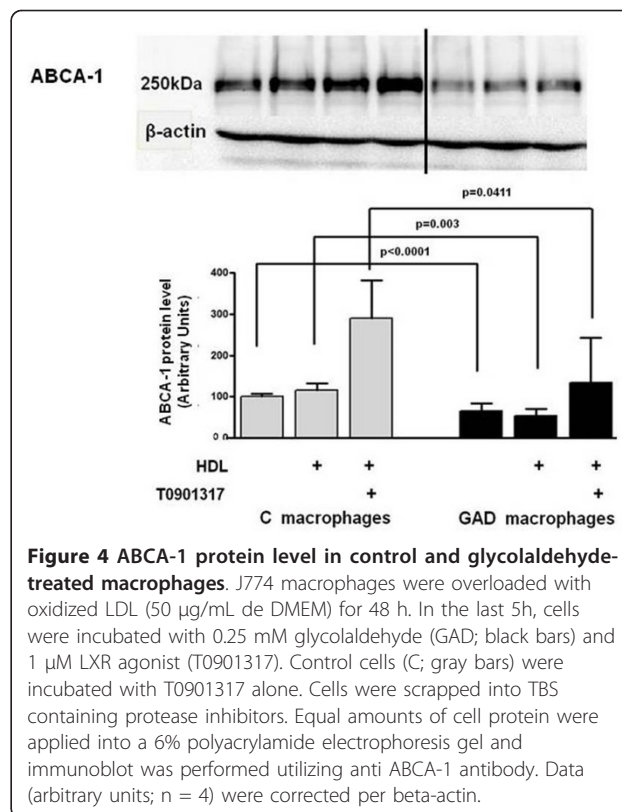 ABCA-1
250kDa
β-actin
p=0.0411
p=0.003
p<0.0001
ABCA-1 protein level
(Arbitrary Units)
400
300
200
100
0 0
HDL + + + +
T0901317 + +
C macrophages GAD macrophages
Figure 4 ABCA-1 protein level in control and glycolaldehyde-
treated macrophages. J774 macrophages were overloaded with
oxidized LDL (50 μg/mL de DMEM) for 48 h. In the last 5h, cells
were incubated with 0.25 mM glycolaldehyde (GAD; black bars) and
1 μM LXR agonist (T0901317). Control cells (C; gray bars) were
incubated with T0901317 alone. Cells were scrapped into TBS
containing protease inhibitors. Equal amounts of cell protein were
applied into a 6% polyacrylamide electrophoresis gel and
immunoblot was performed utilizing anti ABCA-1 antibody. Data
(arbitrary units; n = 4) were corrected per beta-actin.